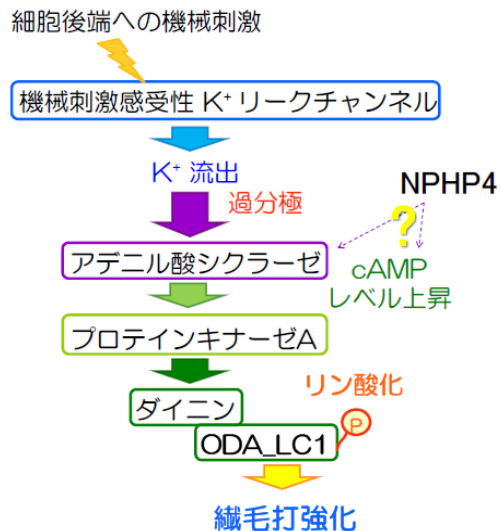 細胞後端への機械刺激
機械刺激感受性 K⁺ リークチャンネル
K⁺ 流出
過分極
NPHP4
?
アデニル酸シクラーゼ
cAMP
レベル上昇
プロテインキナーゼA
ダイニン
リン酸化
P
ODA_LC1
繊毛打強化